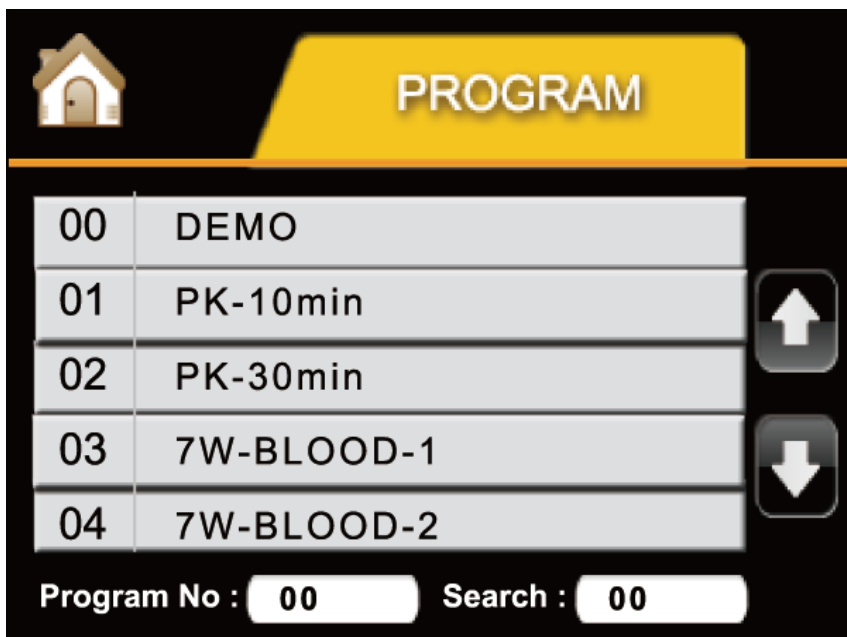 PROGRAM
00 DEMO
01 PK-10min
02 PK-30min
03 7W-BLOOD-1
04 7W-BLOOD-2
Program No : 00 Search : 00